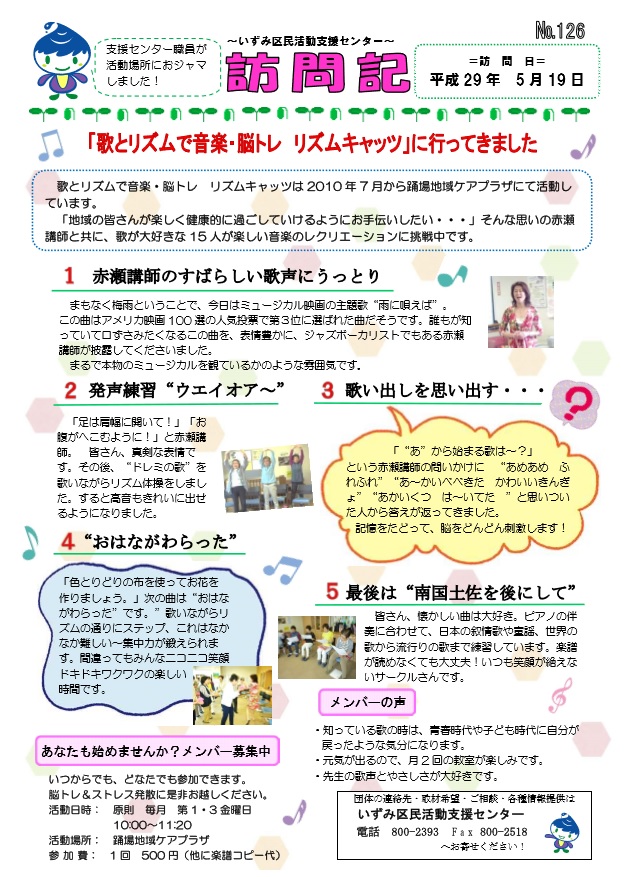 No.126
～いずみ区民活動支援センター～
支援センター職員が
活動場所におジャマ
しました！
訪問記
＝訪　問　日＝
平成29年　5月19日
「歌とリズムで音楽・脳トレ　リズムキャッツ」に行ってきました
歌とリズムで音楽・脳トレ　リズムキャッツは2010年7月から踊場地域ケアプラザにて活動し
ています。
「地域の皆さんが楽しく健康的に過ごしていけるようにお手伝いしたい・・・」そんな思いの赤瀬
講師と共に、歌が大好きな15人が楽しい音楽のレクリエーションに挑戦中です。
1　赤瀬講師のすばらしい歌声にうっとり
まもなく梅雨ということで、今日はミュージカル映画の主題歌“雨に唄えば”。
この曲はアメリカ映画100選の人気投票で第3位に選ばれた曲だそうです。誰もが知
っていて口ずさみたくなるこの曲を、表情豊かに、ジャズボーカリストでもある赤瀬
講師が披露してくださいました。
まるで本物のミュージカルを観ているかのような雰囲気です。
2　発声練習“ウエイオア～”
「足は肩幅に開いて！」「お
腹がへこむように！」と赤瀬講
師。　皆さん、真剣な表情で
す。その後、“ドレミの歌”を
歌いながらリズム体操をしまし
た。すると高音もきれいに出せ
るようになりました。
3　歌い出しを思い出す・・・
？
「“あ”から始まる歌は～？」
という赤瀬講師の問いかけに　“あめあめ　ふ
れふれ”“あ～かいべべきた　かわいいきんぎ
ょ”“あかいくつ　は～いてた　”と思いつい
た人から答えが返ってきました。
記憶をたどって、脳をどんどん刺激します！
4　“おはながわらった”
「色とりどりの布を使ってお花を
作りましょう。」次の曲は“おはな
がわらった”です。”歌いながらリ
ズムの通りにステップ、これはなか
なか難しい～集中力が鍛えられま
す。間違ってもみんなニコニコ笑顔
ドキドキワクワクの楽しい
時間です。
5　最後は“南国土佐を後にして”
皆さん、懐かしい曲は大好き。ピアノの伴
奏に合わせて、日本の叙情歌や童謡、世界の
歌から流行りの歌まで練習しています。楽譜
が読めなくても大丈夫！いつも笑顔が絶えな
いサークルさんです。
メンバーの声
・知っている歌の時は、青春時代や子ども時代に自分が
戻ったような気分になります。
・元気が出るので、月2回の教室が楽しみです。
・先生の歌声とやさしさが大好きです。
あなたも始めませんか？メンバー募集中
いつからでも、どなたでも参加できます。
脳トレ＆ストレス発散に是非お越しください。
活動日時：　原則　毎月　第1・3金曜日
10:00～11:20
活動場所：　踊場地域ケアプラザ
参 加 費：　1回　500円（他に楽譜コピー代）
団体の連絡先・取材希望・ご相談・各種情報提供は
いずみ区民活動支援センター
電話　800-2393　Fax 800-2518
～お寄せください！